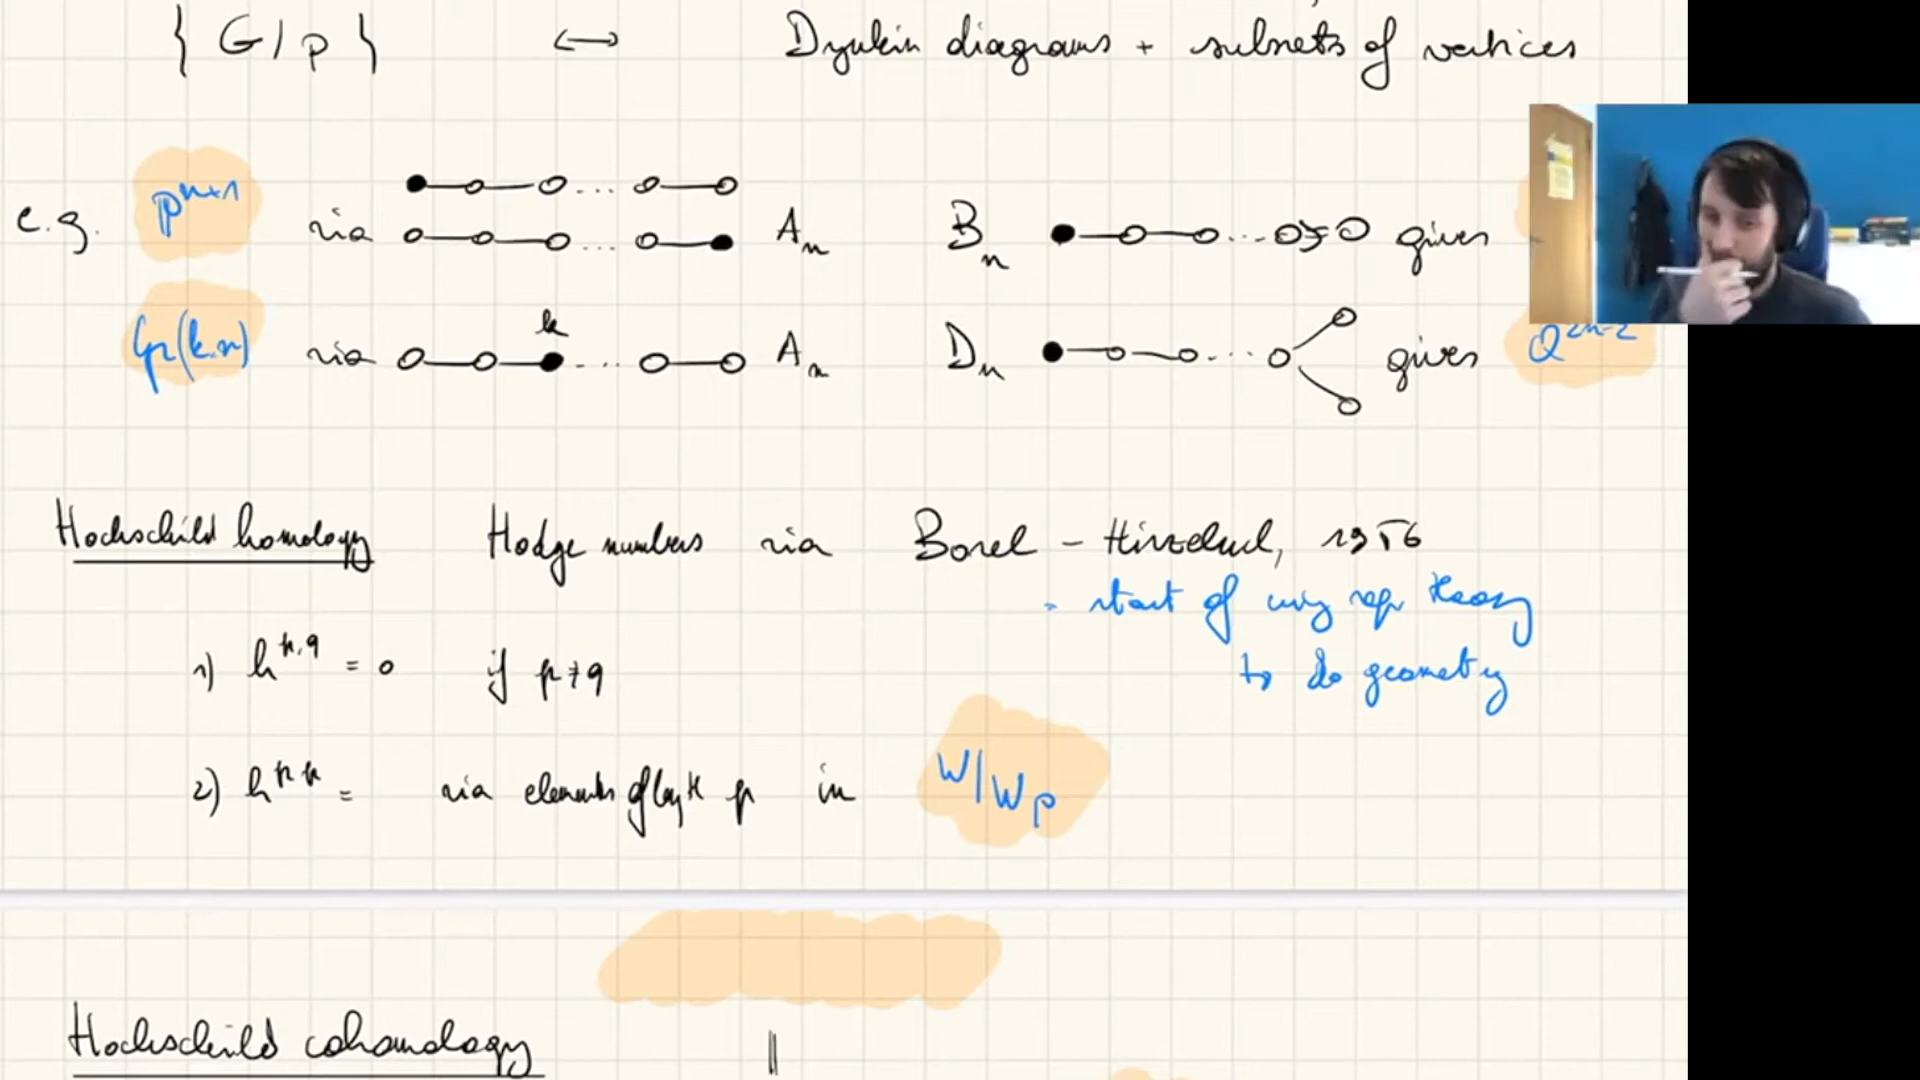 { G/P } ↔ Dynkin diagrams + subsets of vertices
e.g. P^{n+1} via A_n B_n gives
Gr(k,n) via k A_n D_n gives Q^{2n-2}
Hochschild homology Hodge numbers via Borel - Hirzebruch, 1956
- start of using repr theory
to do geometry
1) h^{p,q} = 0 if p≠q
2) h^{p,p} = via elements of length p in W/W_P
Hochschild cohomology